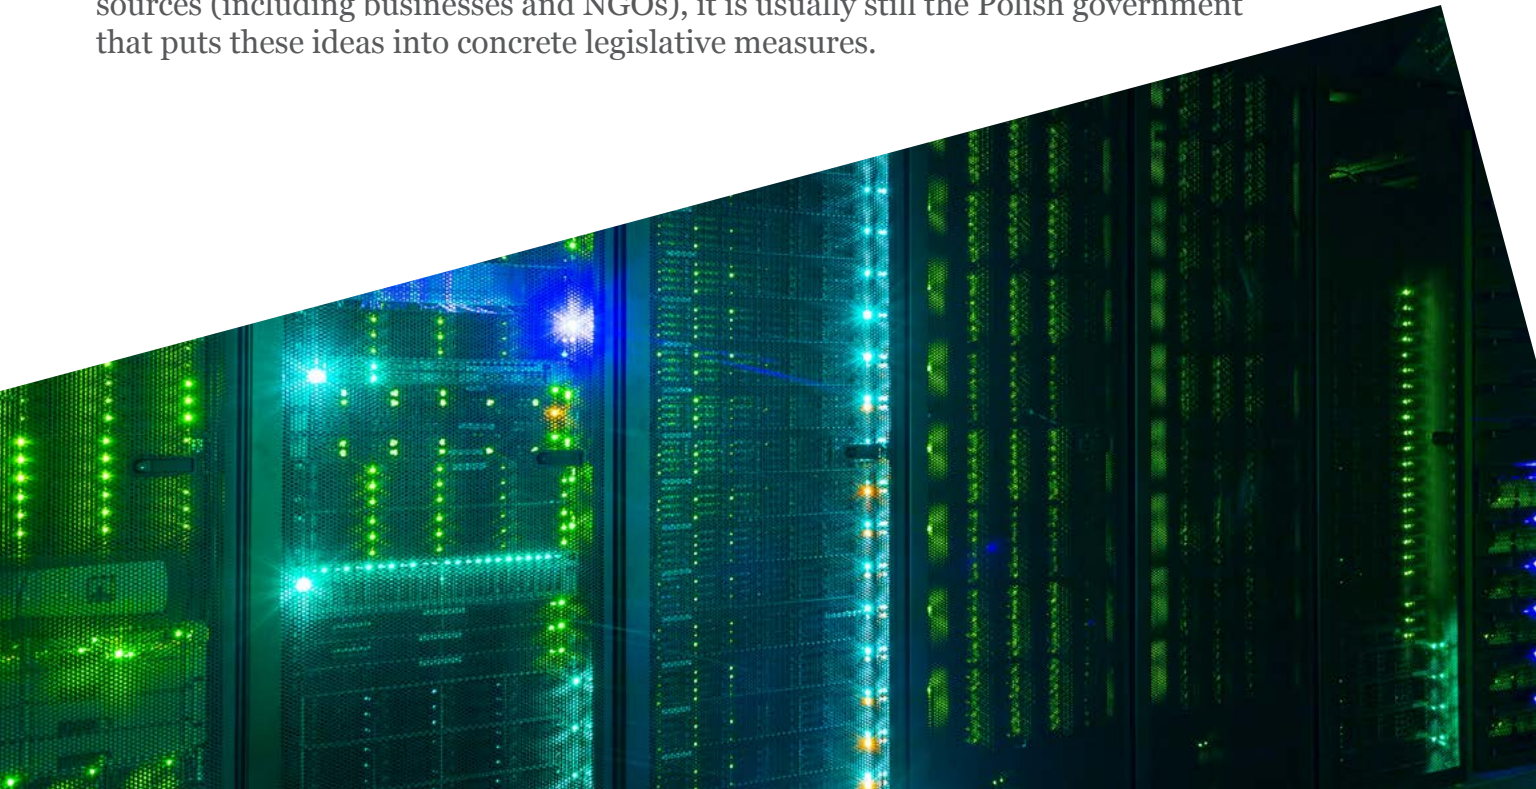 sources (including businesses and NGOs), it is usually still the Polish government
that puts these ideas into concrete legislative measures.